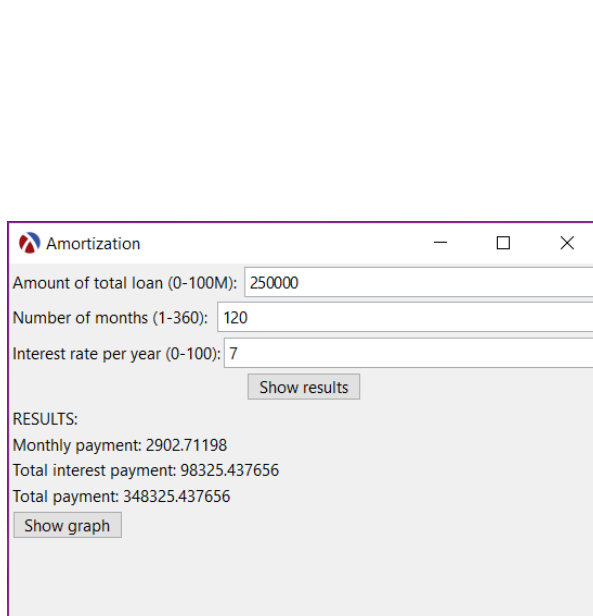 Amortization
Amount of total loan (0-100M): 250000
Number of months (1-360): 120
Interest rate per year (0-100): 7
Show results
RESULTS:
Monthly payment: 2902.71198
Total interest payment: 98325.437656
Total payment: 348325.437656
Show graph